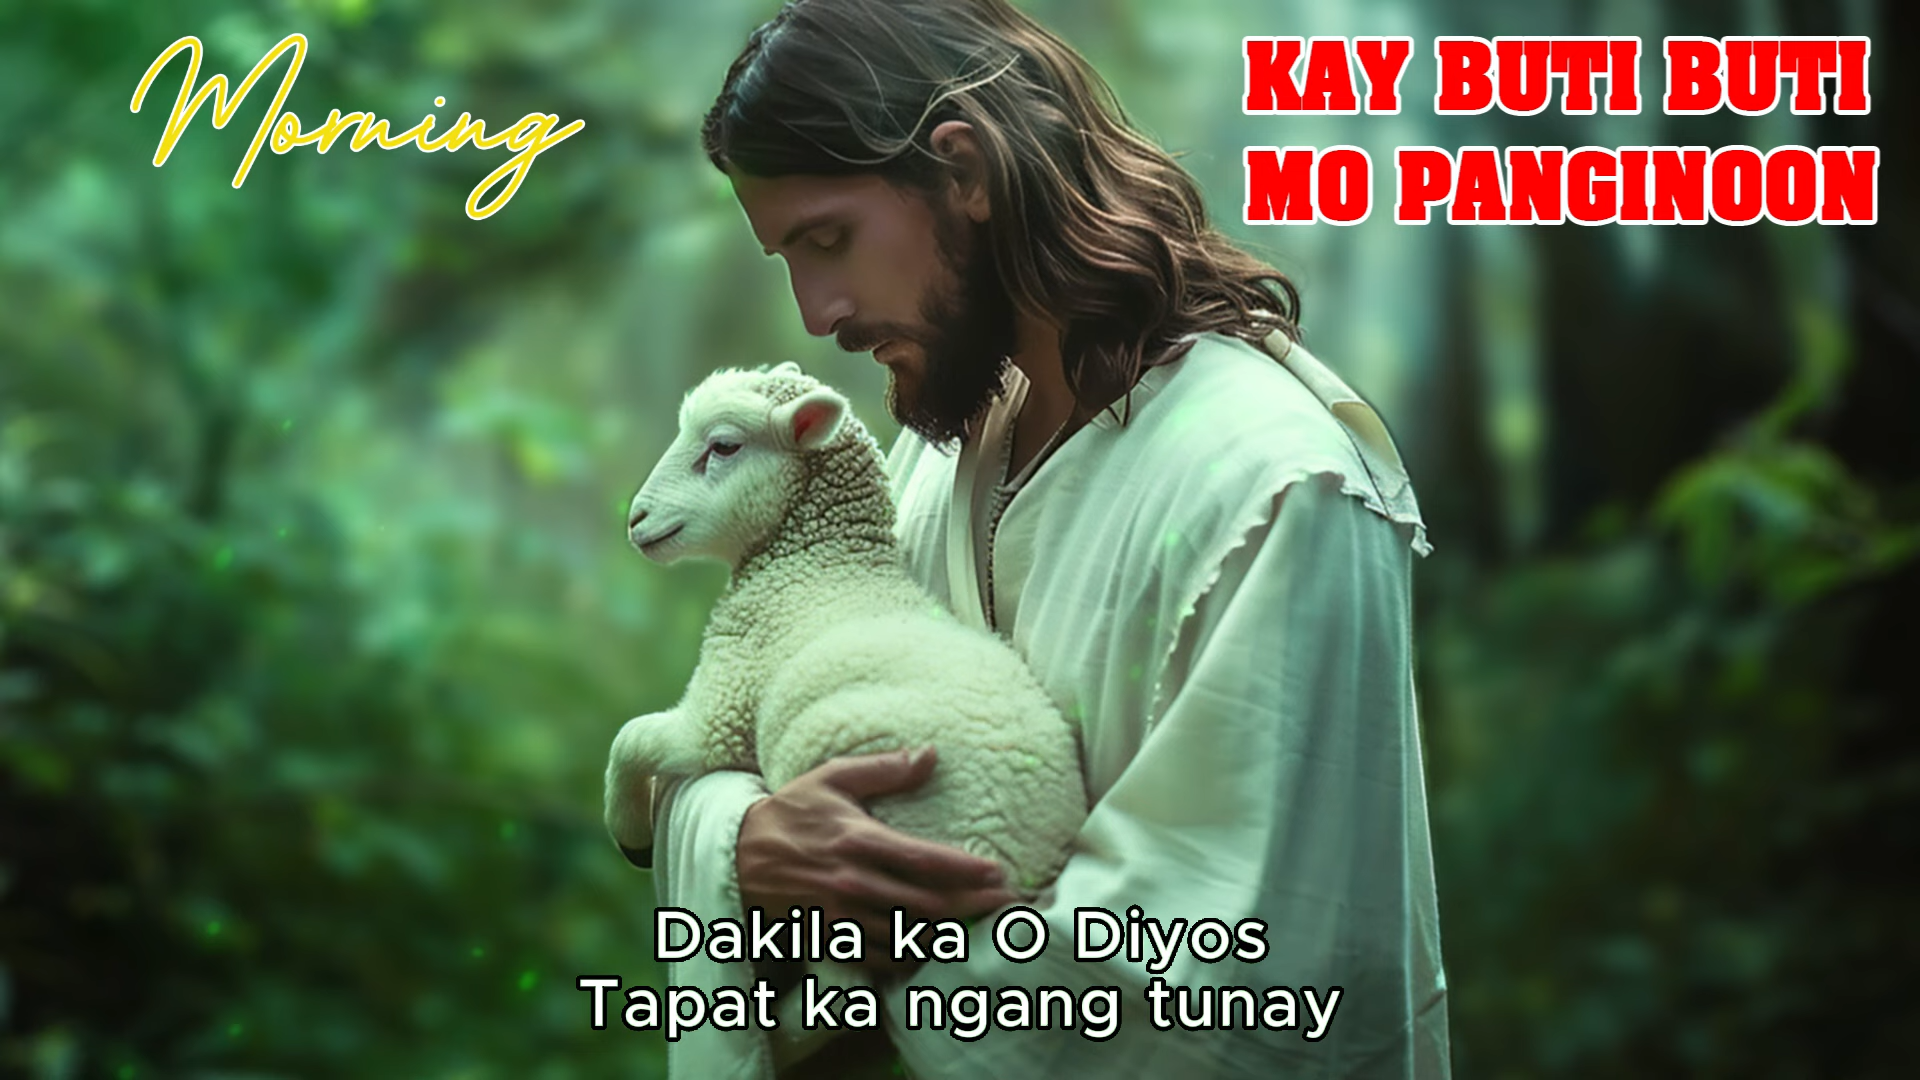 Morning
KAY BUTI BUTI
MO PANGINOON
Dakila ka O Diyos
Tapat ka ngang tunay